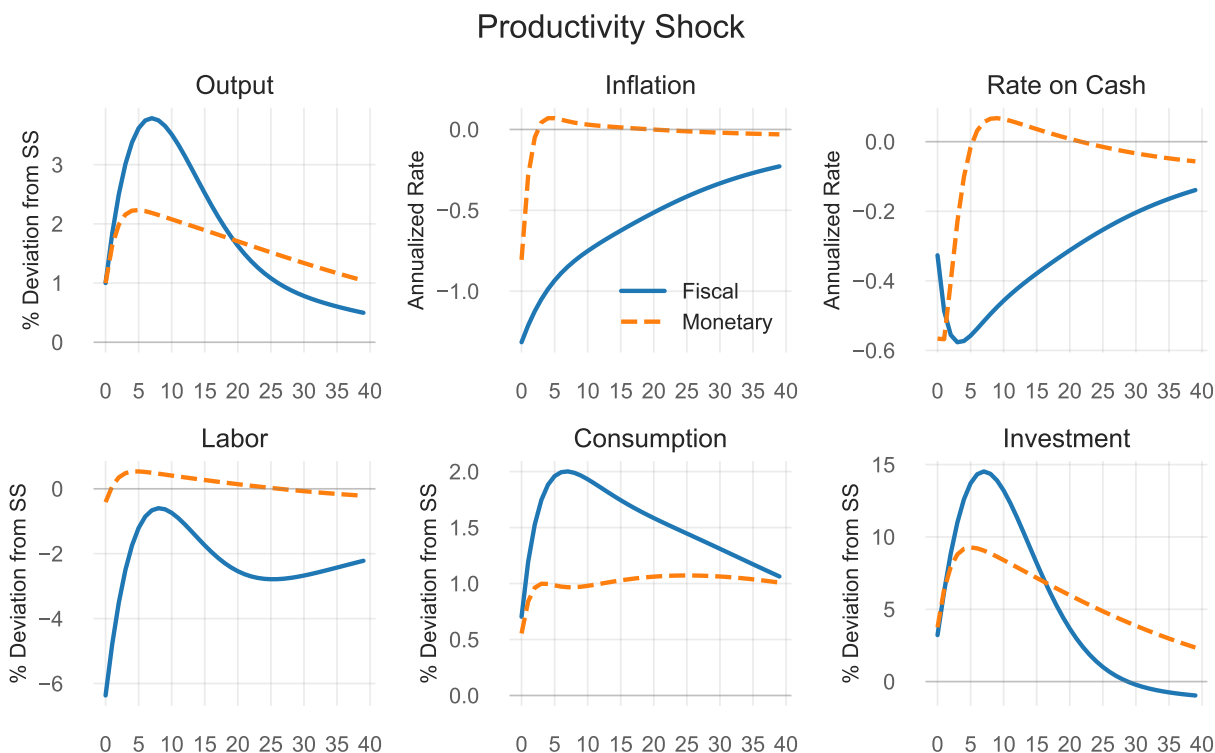 Productivity Shock
Output
Inflation
Rate on Cash
% Deviation from SS
3
2
1
0
0 5 10 15 20 25 30 35 40
Annualized Rate
0.0
−0.5
−1.0
Fiscal
Monetary
0 5 10 15 20 25 30 35 40
Annualized Rate
0.0
−0.2
−0.4
−0.6
0 5 10 15 20 25 30 35 40
Labor
Consumption
Investment
% Deviation from SS
0
−2
−4
−6
0 5 10 15 20 25 30 35 40
% Deviation from SS
2.0
1.5
1.0
0.5
0.0
0 5 10 15 20 25 30 35 40
% Deviation from SS
15
10
5
0
0 5 10 15 20 25 30 35 40